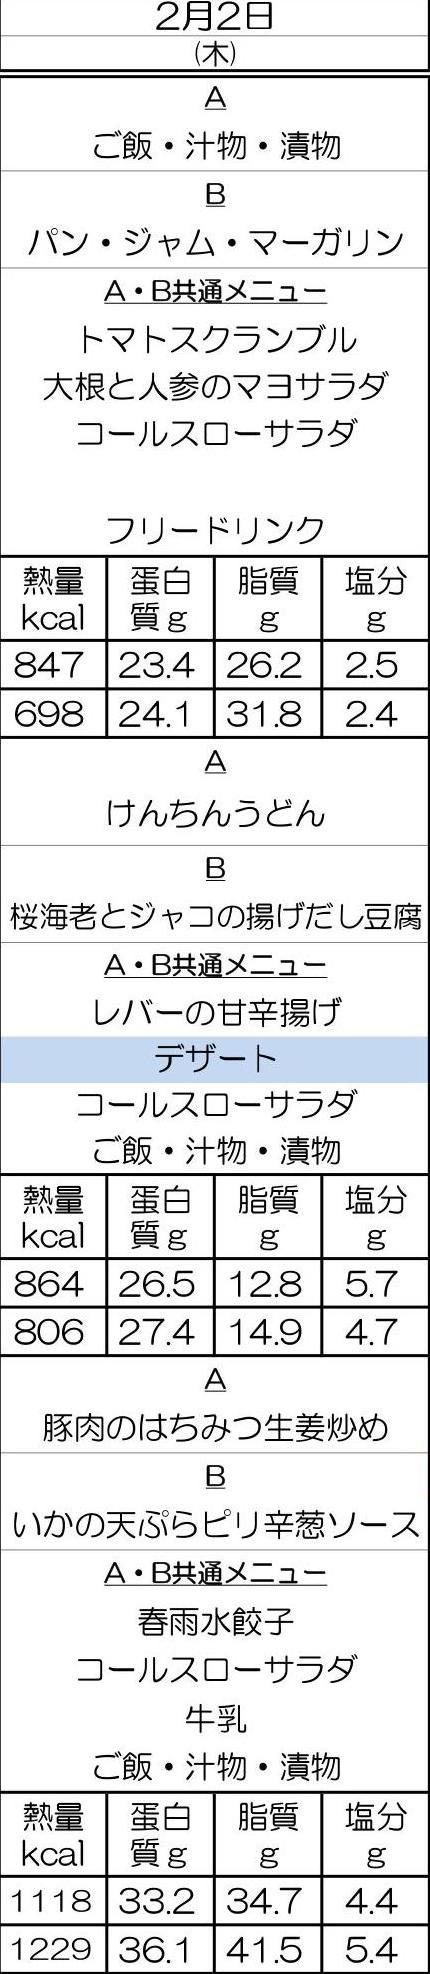 2月2日
(木)
A
ご飯・汁物・漬物
B
パン・ジャム・マーガリン
A・B共通メニュー
トマトスクランブル
大根と人参のマヨサラダ
コールスローサラダ
フリードリンク
熱量 蛋白 脂質 塩分
kcal 質g g g
847 23.4 26.2 2.5
698 24.1 31.8 2.4
A
けんちんうどん
B
桜海老とジャコの揚げだし豆腐
A・B共通メニュー
レバーの甘辛揚げ
デザート
コールスローサラダ
ご飯・汁物・漬物
熱量 蛋白 脂質 塩分
kcal 質g g g
864 26.5 12.8 5.7
806 27.4 14.9 4.7
A
豚肉のはちみつ生姜炒め
B
いかの天ぷらピリ辛葱ソース
A・B共通メニュー
春雨水餃子
コールスローサラダ
牛乳
ご飯・汁物・漬物
熱量 蛋白 脂質 塩分
kcal 質g g g
1118 33.2 34.7 4.4
1229 36.1 41.5 5.4